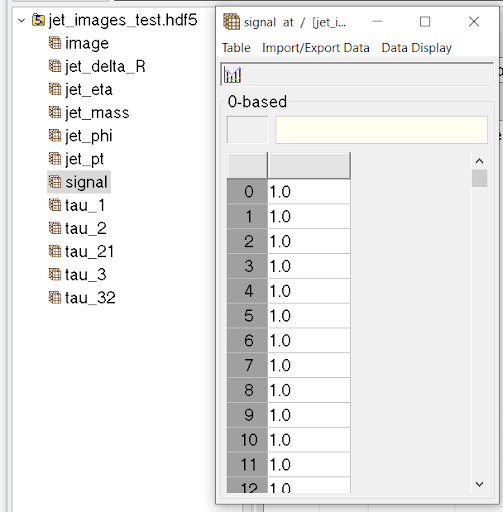 jet_images_test.hdf5
image
jet_delta_R
jet_eta
jet_mass
jet_phi
jet_pt
signal
tau_1
tau_2
tau_21
tau_3
tau_32
signal at / [jet_i...
Table Import/Export Data Data Display
0-based
0 1.0
1 1.0
2 1.0
3 1.0
4 1.0
5 1.0
6 1.0
7 1.0
8 1.0
9 1.0
10 1.0
11 1.0
12 1.0